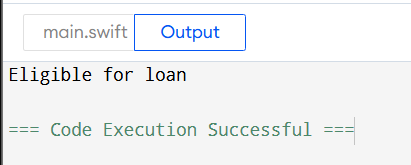 main.swift Output
Eligible for loan
=== Code Execution Successful ===